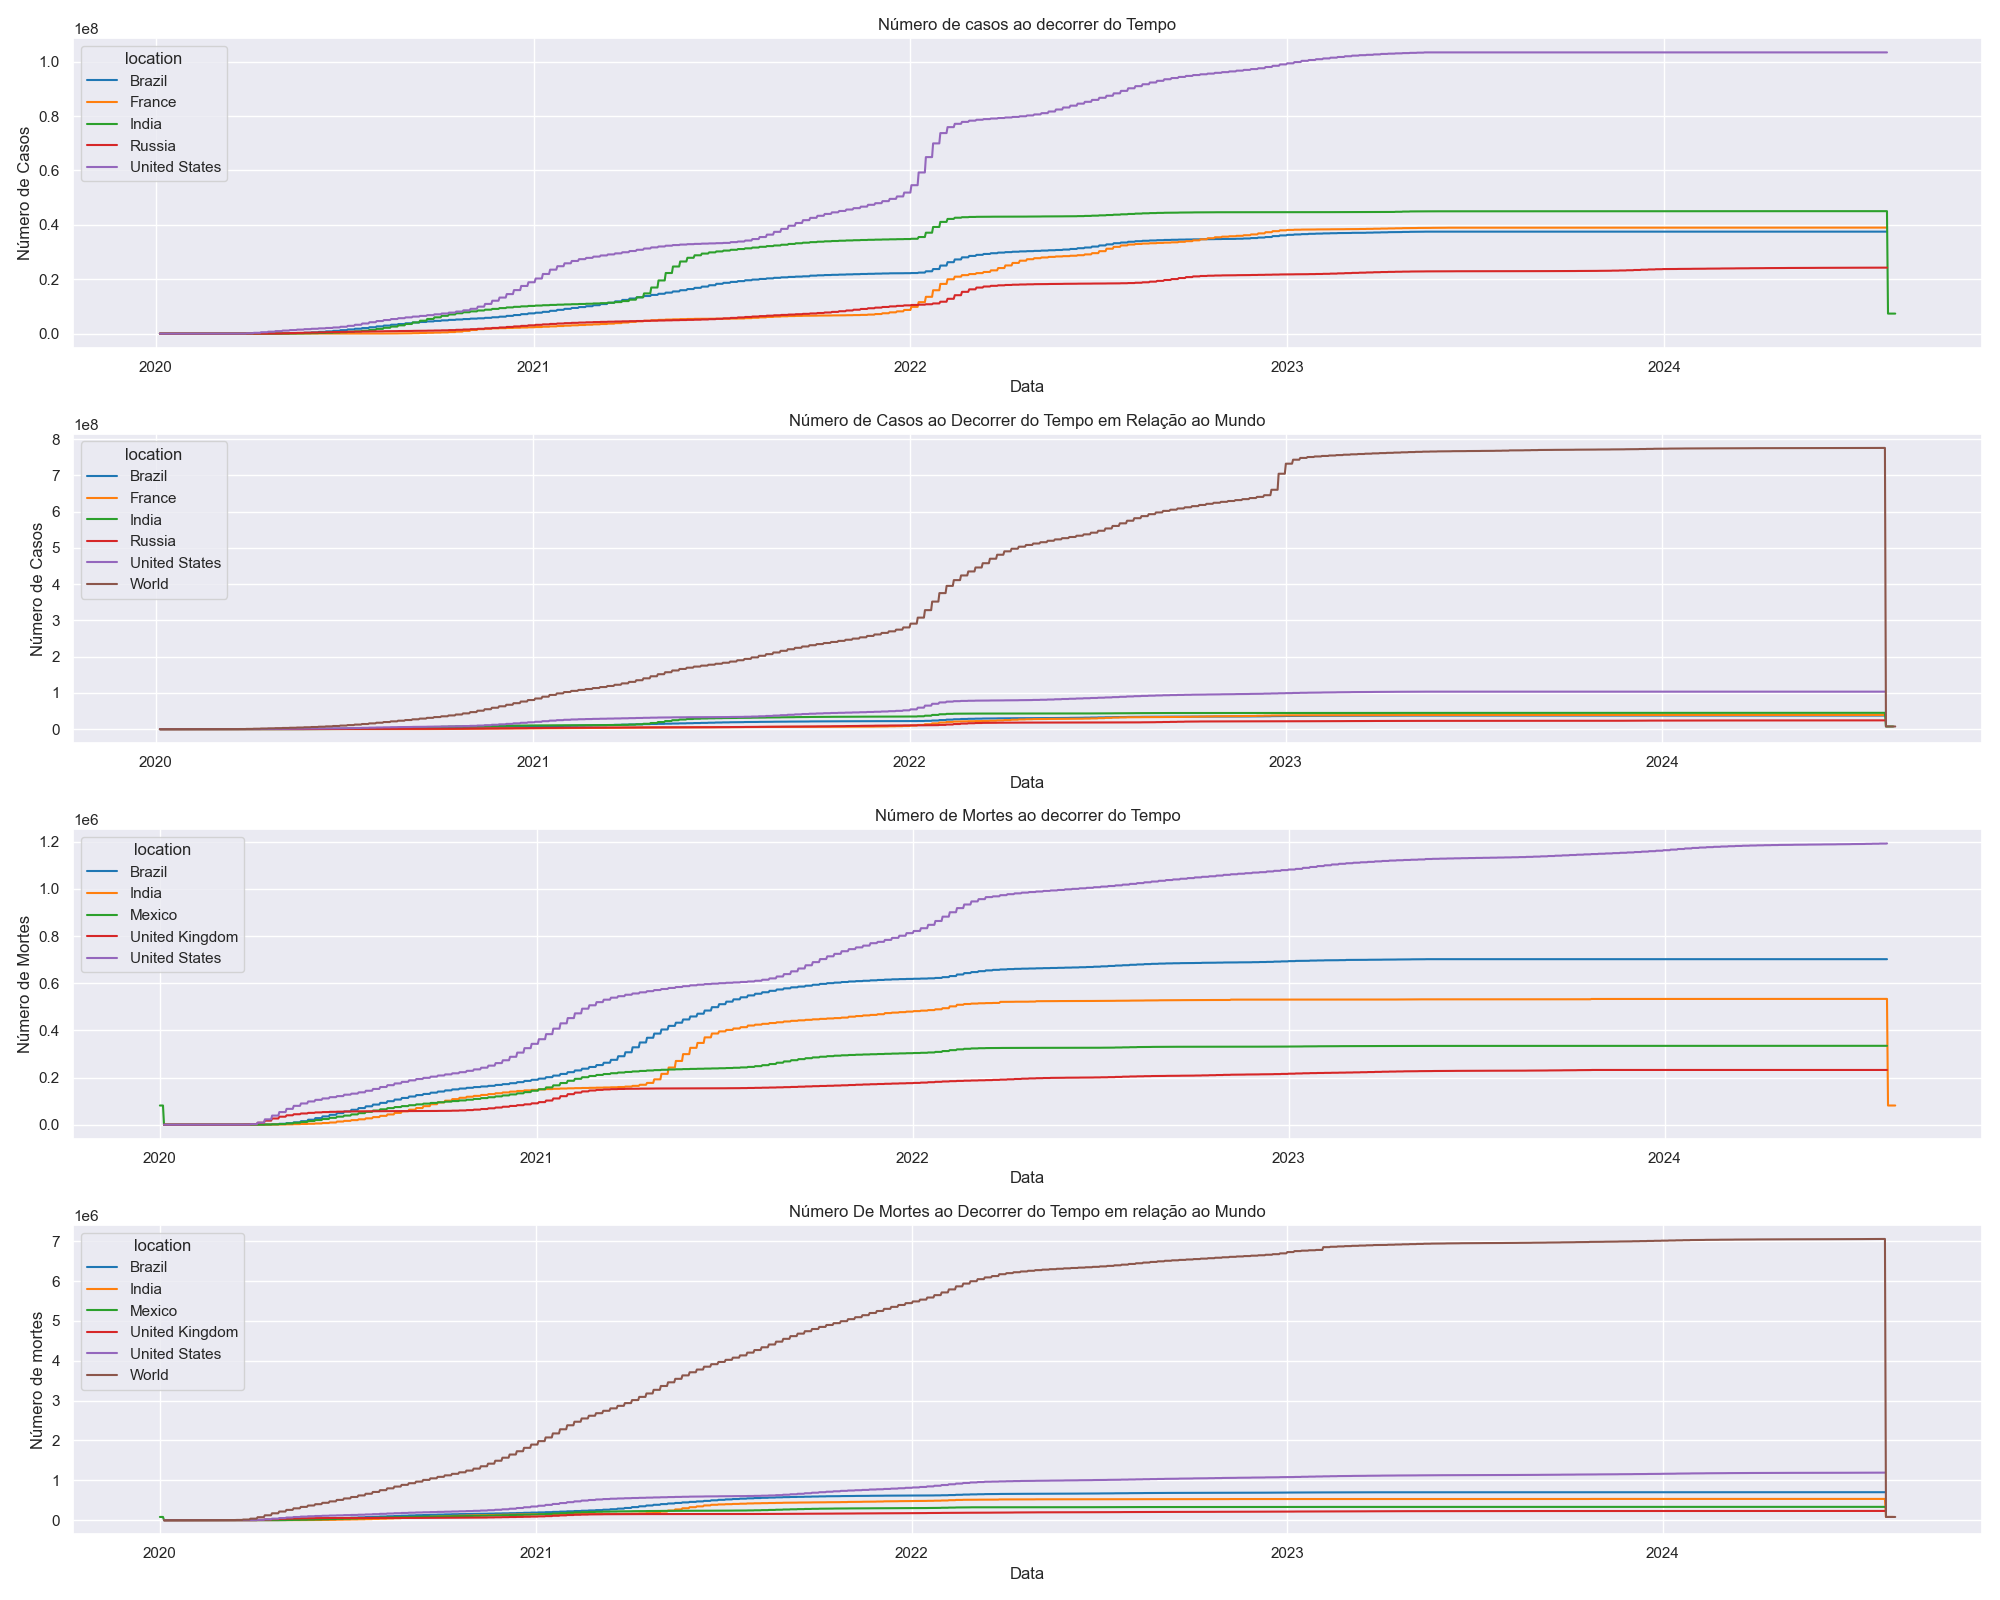 Número de casos ao decorrer do Tempo
1e8
location
Brazil
France
India
Russia
United States
Número de Casos
1.0
0.8
0.6
0.4
0.2
0.0
2020 2021 2022 2023 2024
Data
Número de Casos ao Decorrer do Tempo em Relação ao Mundo
1e8
location
Brazil
France
India
Russia
United States
World
Número de Casos
8
7
6
5
4
3
2
1
0
2020 2021 2022 2023 2024
Data
Número de Mortes ao decorrer do Tempo
1e6
location
Brazil
India
Mexico
United Kingdom
United States
Número de Mortes
1.2
1.0
0.8
0.6
0.4
0.2
0.0
2020 2021 2022 2023 2024
Data
Número De Mortes ao Decorrer do Tempo em relação ao Mundo
1e6
location
Brazil
India
Mexico
United Kingdom
United States
World
Número de mortes
7
6
5
4
3
2
1
0
2020 2021 2022 2023 2024
Data